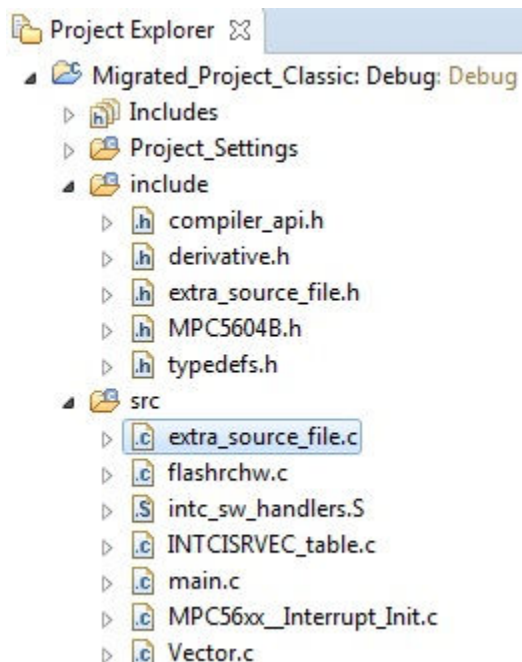 Project Explorer
Migrated_Project_Classic: Debug: Debug
Includes
Project_Settings
include
.h compiler_api.h
.h derivative.h
.h extra_source_file.h
.h MPC5604B.h
.h typedefs.h
src
.c extra_source_file.c
.c flashrchw.c
.S intc_sw_handlers.S
.c INTCISRVEC_table.c
.c main.c
.c MPC56xx__Interrupt_Init.c
.c Vector.c